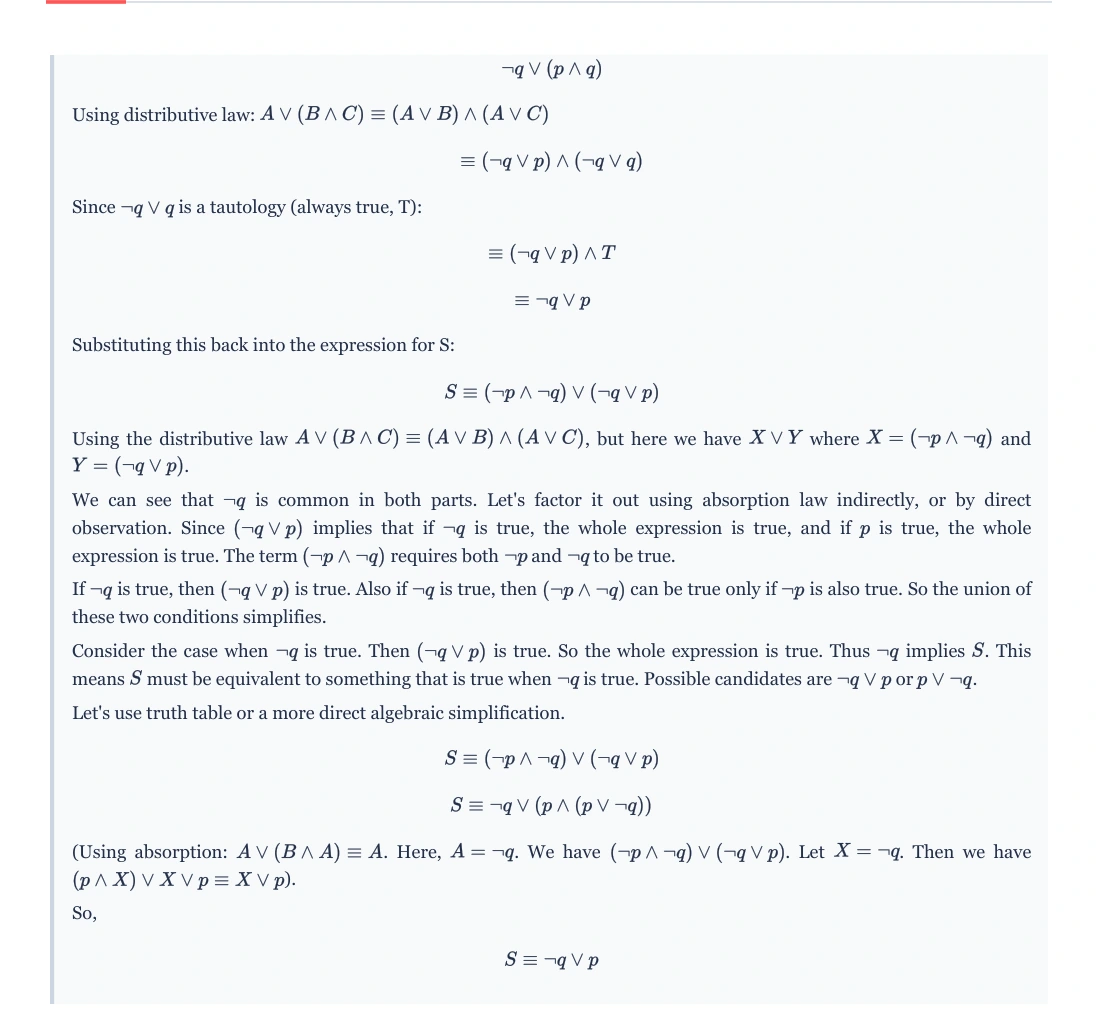 ¬q ∨ (p ∧ q)
Using distributive law: A ∨ (B ∧ C) ≡ (A ∨ B) ∧ (A ∨ C)
≡ (¬q ∨ p) ∧ (¬q ∨ q)
Since ¬q ∨ q is a tautology (always true, T):
≡ (¬q ∨ p) ∧ T
≡ ¬q ∨ p
Substituting this back into the expression for S:
S ≡ (¬p ∧ ¬q) ∨ (¬q ∨ p)
Using the distributive law A ∨ (B ∧ C) ≡ (A ∨ B) ∧ (A ∨ C), but here we have X ∨ Y where X = (¬p ∧ ¬q) and
Y = (¬q ∨ p).
We can see that ¬q is common in both parts. Let's factor it out using absorption law indirectly, or by direct
observation. Since (¬q ∨ p) implies that if ¬q is true, the whole expression is true, and if p is true, the whole
expression is true. The term (¬p ∧ ¬q) requires both ¬p and ¬q to be true.
If ¬q is true, then (¬q ∨ p) is true. Also if ¬q is true, then (¬p ∧ ¬q) can be true only if ¬p is also true. So the union of
these two conditions simplifies.
Consider the case when ¬q is true. Then (¬q ∨ p) is true. So the whole expression is true. Thus ¬q implies S. This
means S must be equivalent to something that is true when ¬q is true. Possible candidates are ¬q ∨ p or p ∨ ¬q.
Let's use truth table or a more direct algebraic simplification.
S ≡ (¬p ∧ ¬q) ∨ (¬q ∨ p)
S ≡ ¬q ∨ (p ∧ (p ∨ ¬q))
(Using absorption: A ∨ (B ∧ A) ≡ A. Here, A = ¬q. We have (¬p ∧ ¬q) ∨ (¬q ∨ p). Let X = ¬q. Then we have
(p ∧ X) ∨ X ∨ p ≡ X ∨ p).
So,
S ≡ ¬q ∨ p